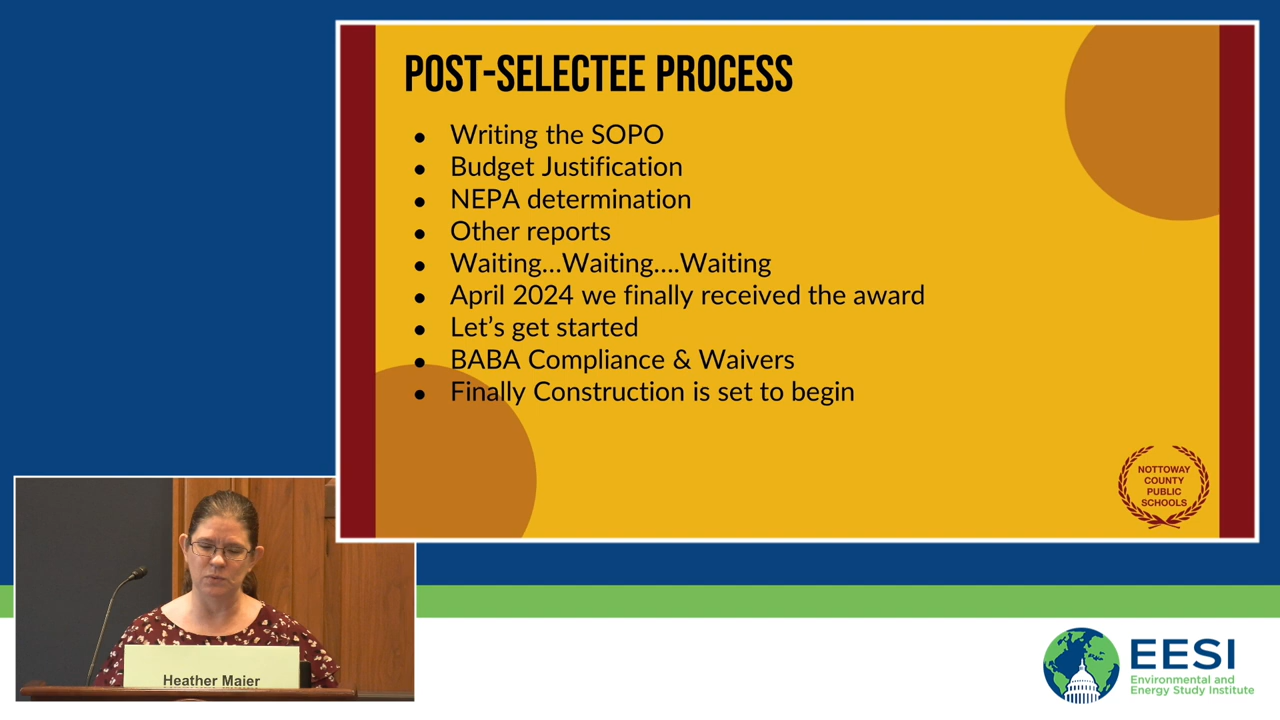 POST-SELECTEE PROCESS
● Writing the SOPO
● Budget Justification
● NEPA determination
● Other reports
● Waiting...Waiting....Waiting
● April 2024 we finally received the award
● Let’s get started
● BABA Compliance & Waivers
● Finally Construction is set to begin
NOTTOWAY
COUNTY
PUBLIC
SCHOOLS
Heather Maier
EESI
Environmental and
Energy Study Institute